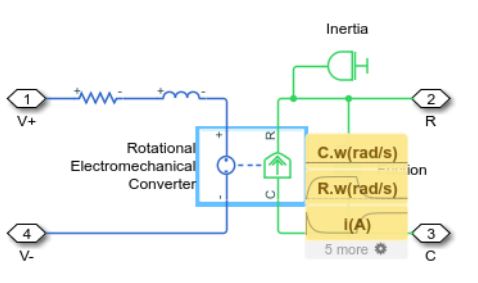 Inertia
1
V+
+ -
+ -
2
R
Rotational
Electromechanical
Converter
+
-
R
C
C.w(rad/s)
R.w(rad/s)
I(A)
5 more
4
V-
3
C